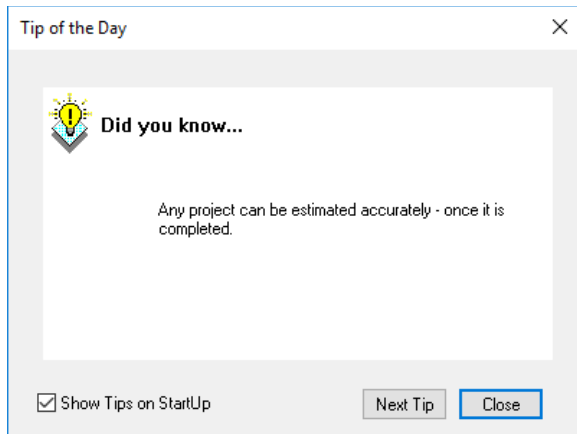 Tip of the Day
Did you know...
Any project can be estimated accurately - once it is
completed.
Show Tips on StartUp
Next Tip
Close